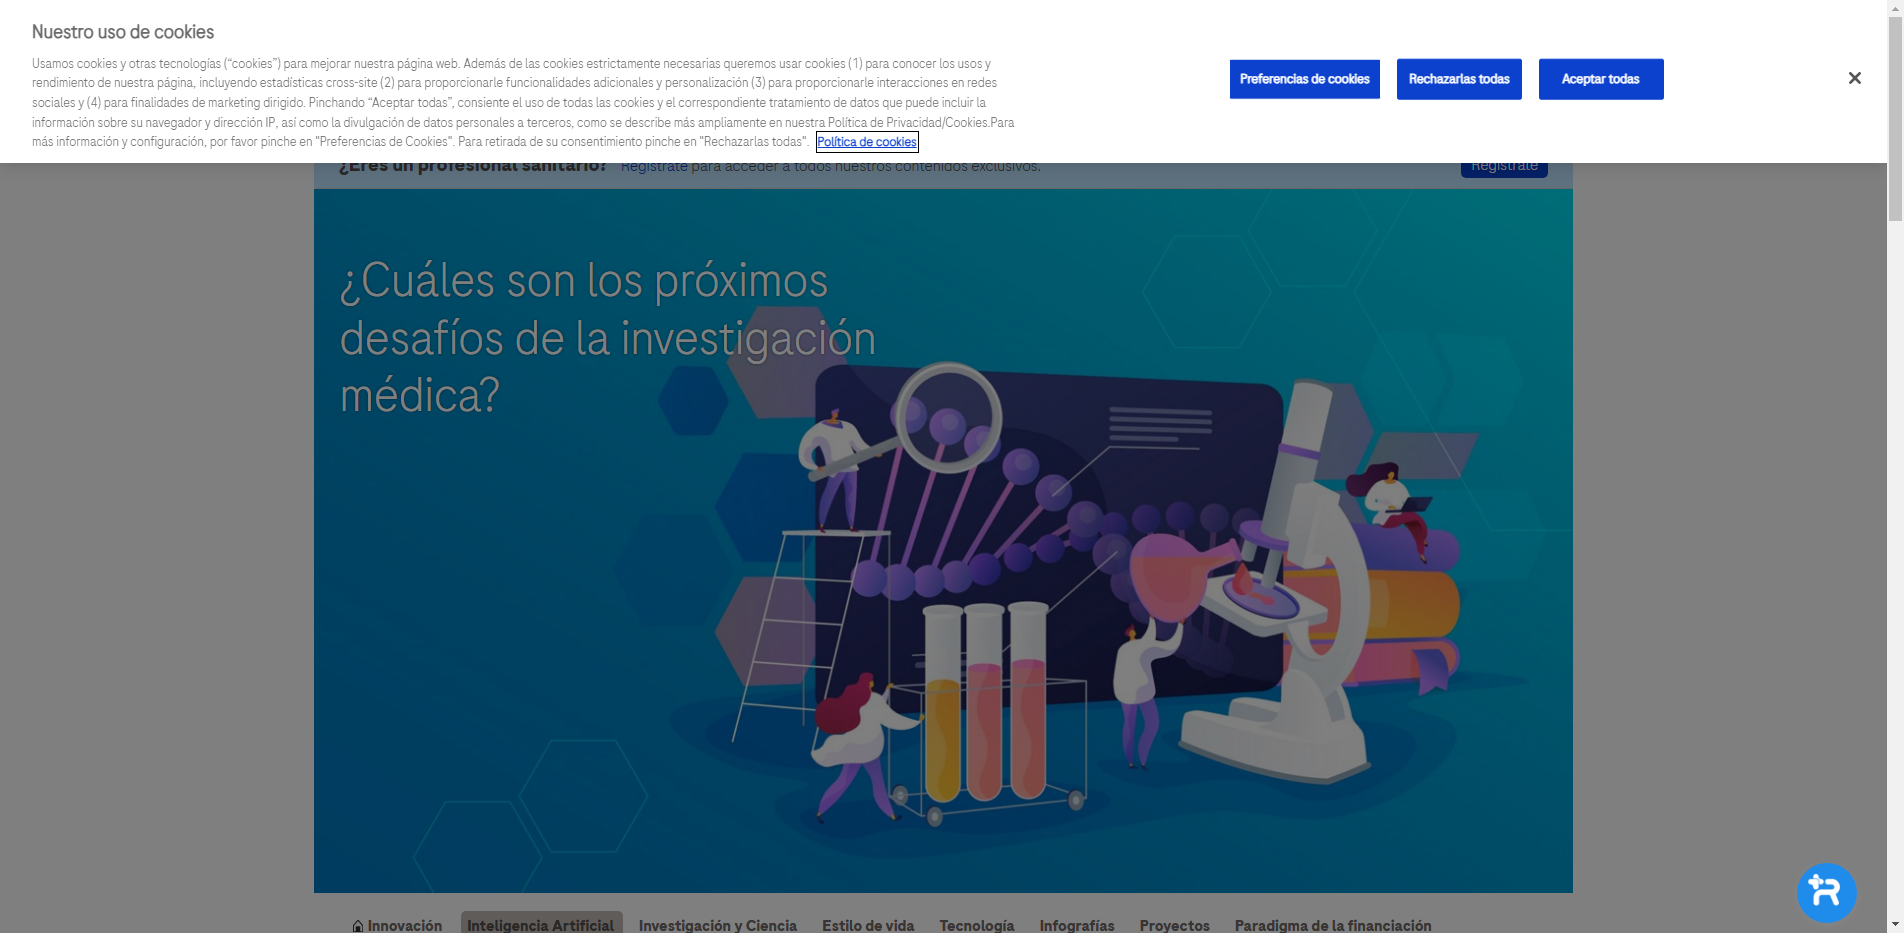 Nuestro uso de cookies
Usamos cookies y otras tecnologías (“cookies”) para mejorar nuestra página web. Además de las cookies estrictamente necesarias queremos usar cookies (1) para conocer los usos y
rendimiento de nuestra página, incluyendo estadísticas cross-site (2) para proporcionarle funcionalidades adicionales y personalización (3) para proporcionarle interacciones en redes
sociales y (4) para finalidades de marketing dirigido. Pinchando “Aceptar todas”, consiente el uso de todas las cookies y el correspondiente tratamiento de datos que puede incluir la
información sobre su navegador y dirección IP, así como la divulgación de datos personales a terceros, como se describe más ampliamente en nuestra Política de Privacidad/Cookies.Para
más información y configuración, por favor pinche en "Preferencias de Cookies". Para retirada de su consentimiento pinche en "Rechazarlas todas". Política de cookies
Preferencias de cookies
Rechazarlas todas
Aceptar todas
¿Eres un profesional sanitario? Regístrate para acceder a todos nuestros contenidos exclusivos.
Regístrate
¿Cuáles son los próximos
desafíos de la investigación
médica?
Innovación
Inteligencia Artificial
Investigación y Ciencia
Estilo de vida
Tecnología
Infografías
Proyectos
Paradigma de la financiación